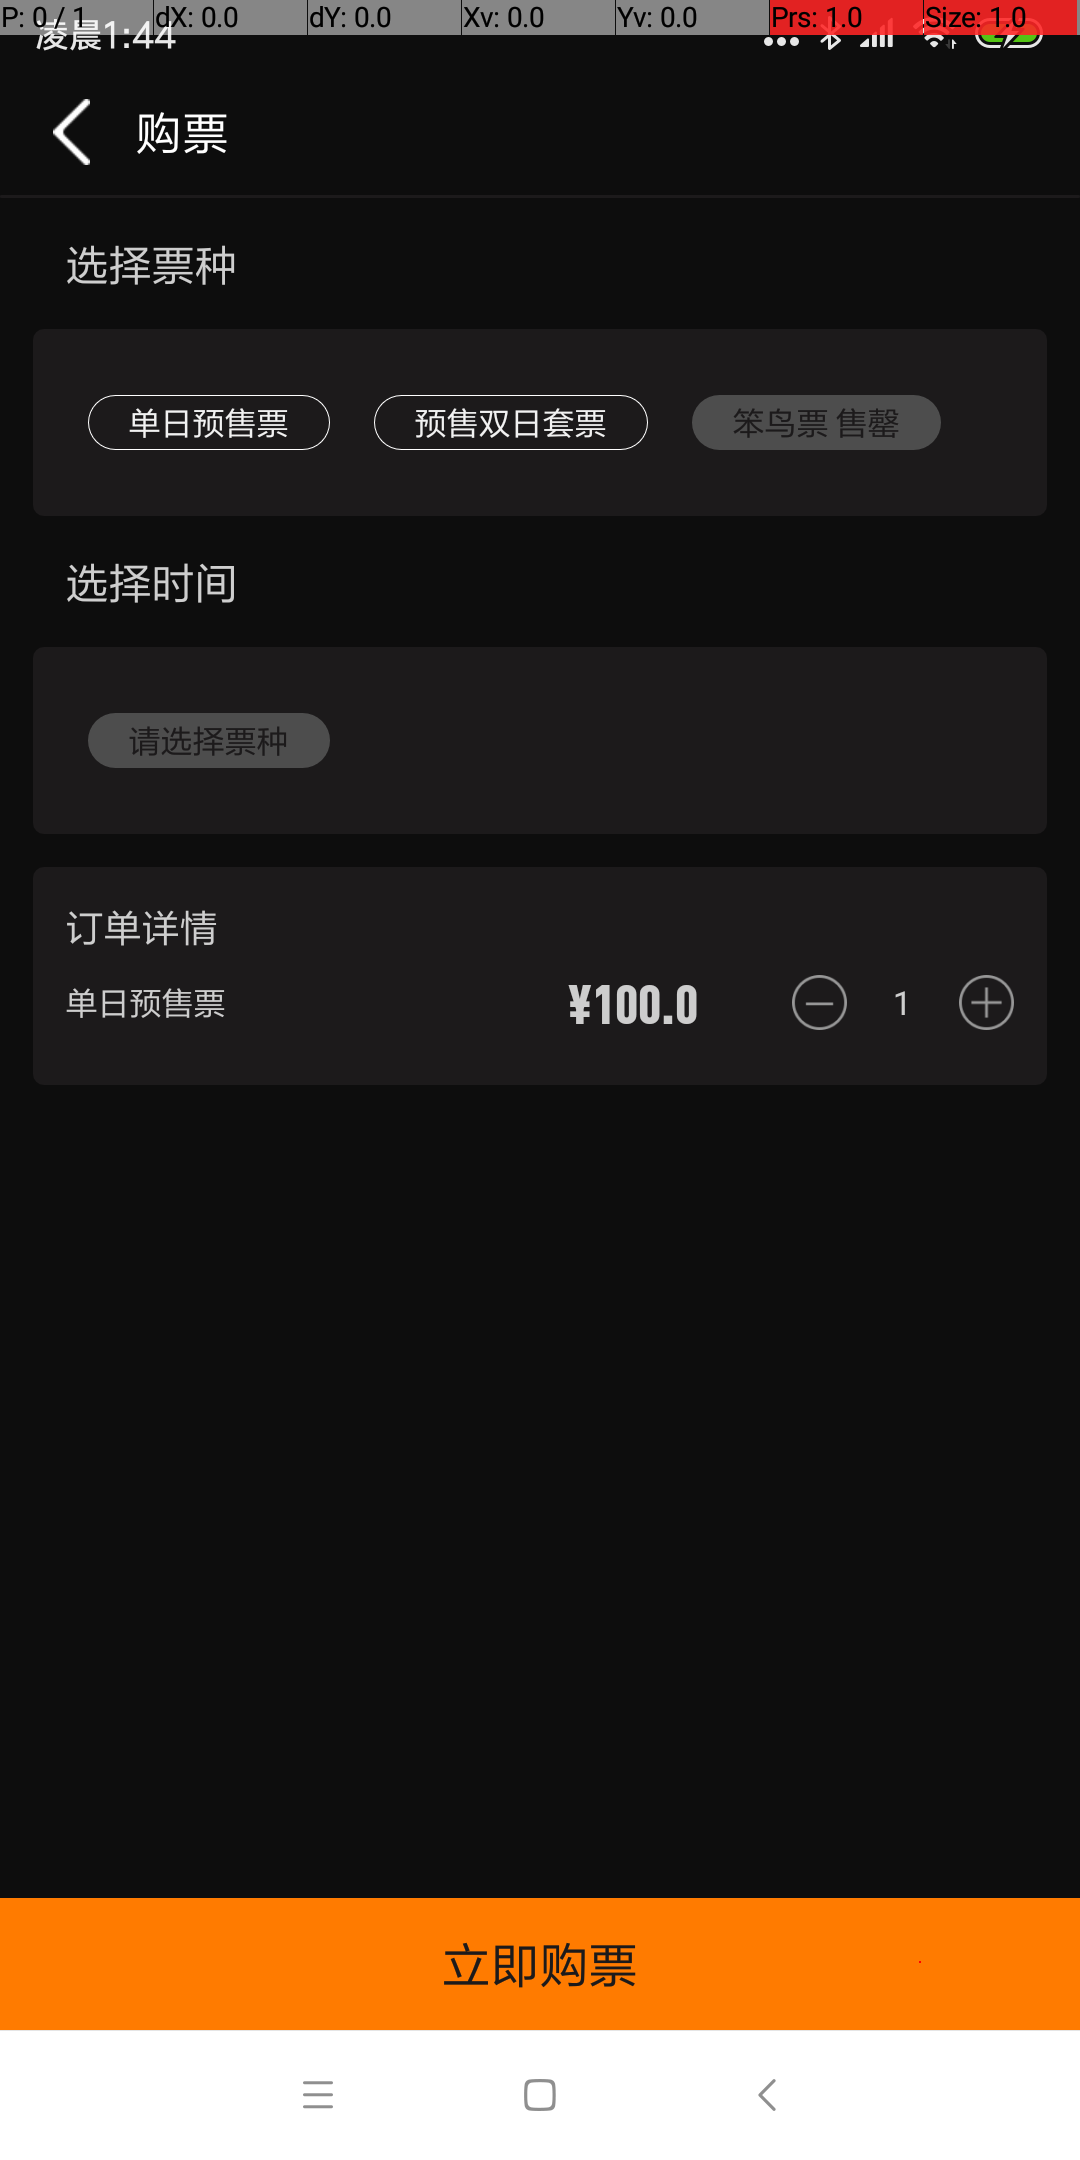 P: 0 / 1 dX: 0.0 dY: 0.0 Xv: 0.0 Yv: 0.0 Prs: 1.0 Size: 1.0
凌晨1:44
购票
选择票种
单日预售票 预售双日套票 笨鸟票 售罄
选择时间
请选择票种
订单详情
单日预售票 ¥100.0 1
立即购票